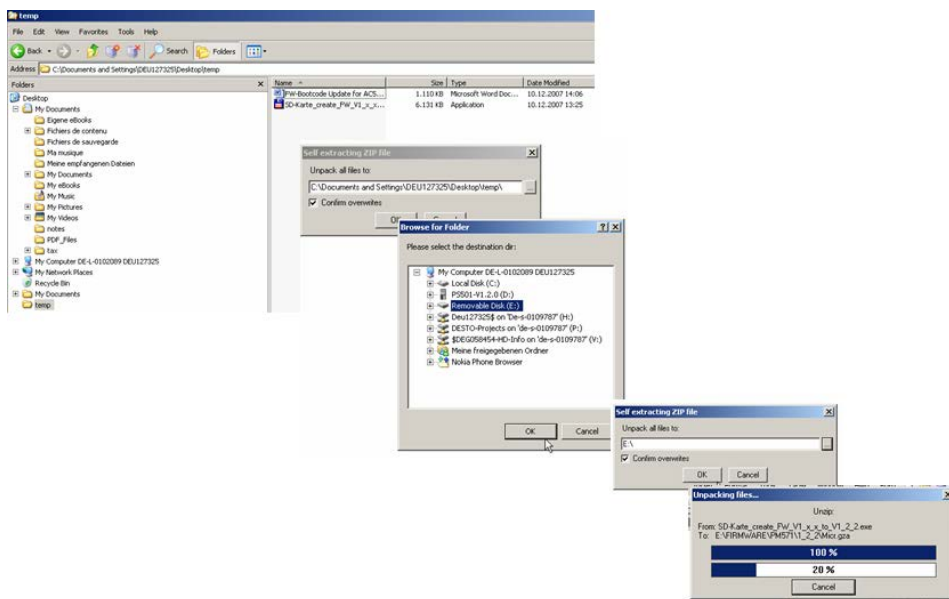 temp
File Edit View Favorites Tools Help
Back Search Folders
Address C:\Documents and Settings\DEU127325\Desktop\temp
Folders
Desktop
My Documents
Eigene eBooks
Fichiers de contenu
Fichiers de sauvegarde
Ma musique
Meine empfangenen Dateien
My Documents
My eBooks
My Music
My Pictures
My Videos
notes
PDF_Files
tax
My Computer DE-L-0102089 DEU127325
My Network Places
Recycle Bin
My Documents
temp
Name Size Type Date Modified
FW-Bootcode Update for AC5... 1.110 KB Microsoft Word Doc... 10.12.2007 14:06
SD-Karte_create_FW_V1_x_x... 6.131 KB Application 10.12.2007 13:25
Self extracting ZIP file
Unpack all files to:
C:\Documents and Settings\DEU127325\Desktop\temp\
...
Confirm overwrites
Browse for Folder
Please select the destination dir:
My Computer DE-L-0102089 DEU127325
Local Disk (C:)
PS501-V1.2.0 (D:)
Removable Disk (E:)
Deu127325$ on 'De-s-0109787' (H:)
DESTO-Projects on 'de-s-0109787' (P:)
$DEG058454-HD-Info on 'de-s-0109787' (V:)
Meine freigegebenen Ordner
Nokia Phone Browser
OK Cancel
Self extracting ZIP file
Unpack all files to:
E:\
...
Confirm overwrites
OK Cancel
Unpacking files...
Unzip:
From: SD-Karte_create_FW_V1_x_x_to_V1_2_2.exe
To: E:\FIRMWARE\PM571\1_2_2\Micr.gza
100 %
20 %
Cancel